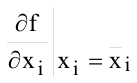 ∂f
∂xᵢ | xᵢ = x̅ᵢ